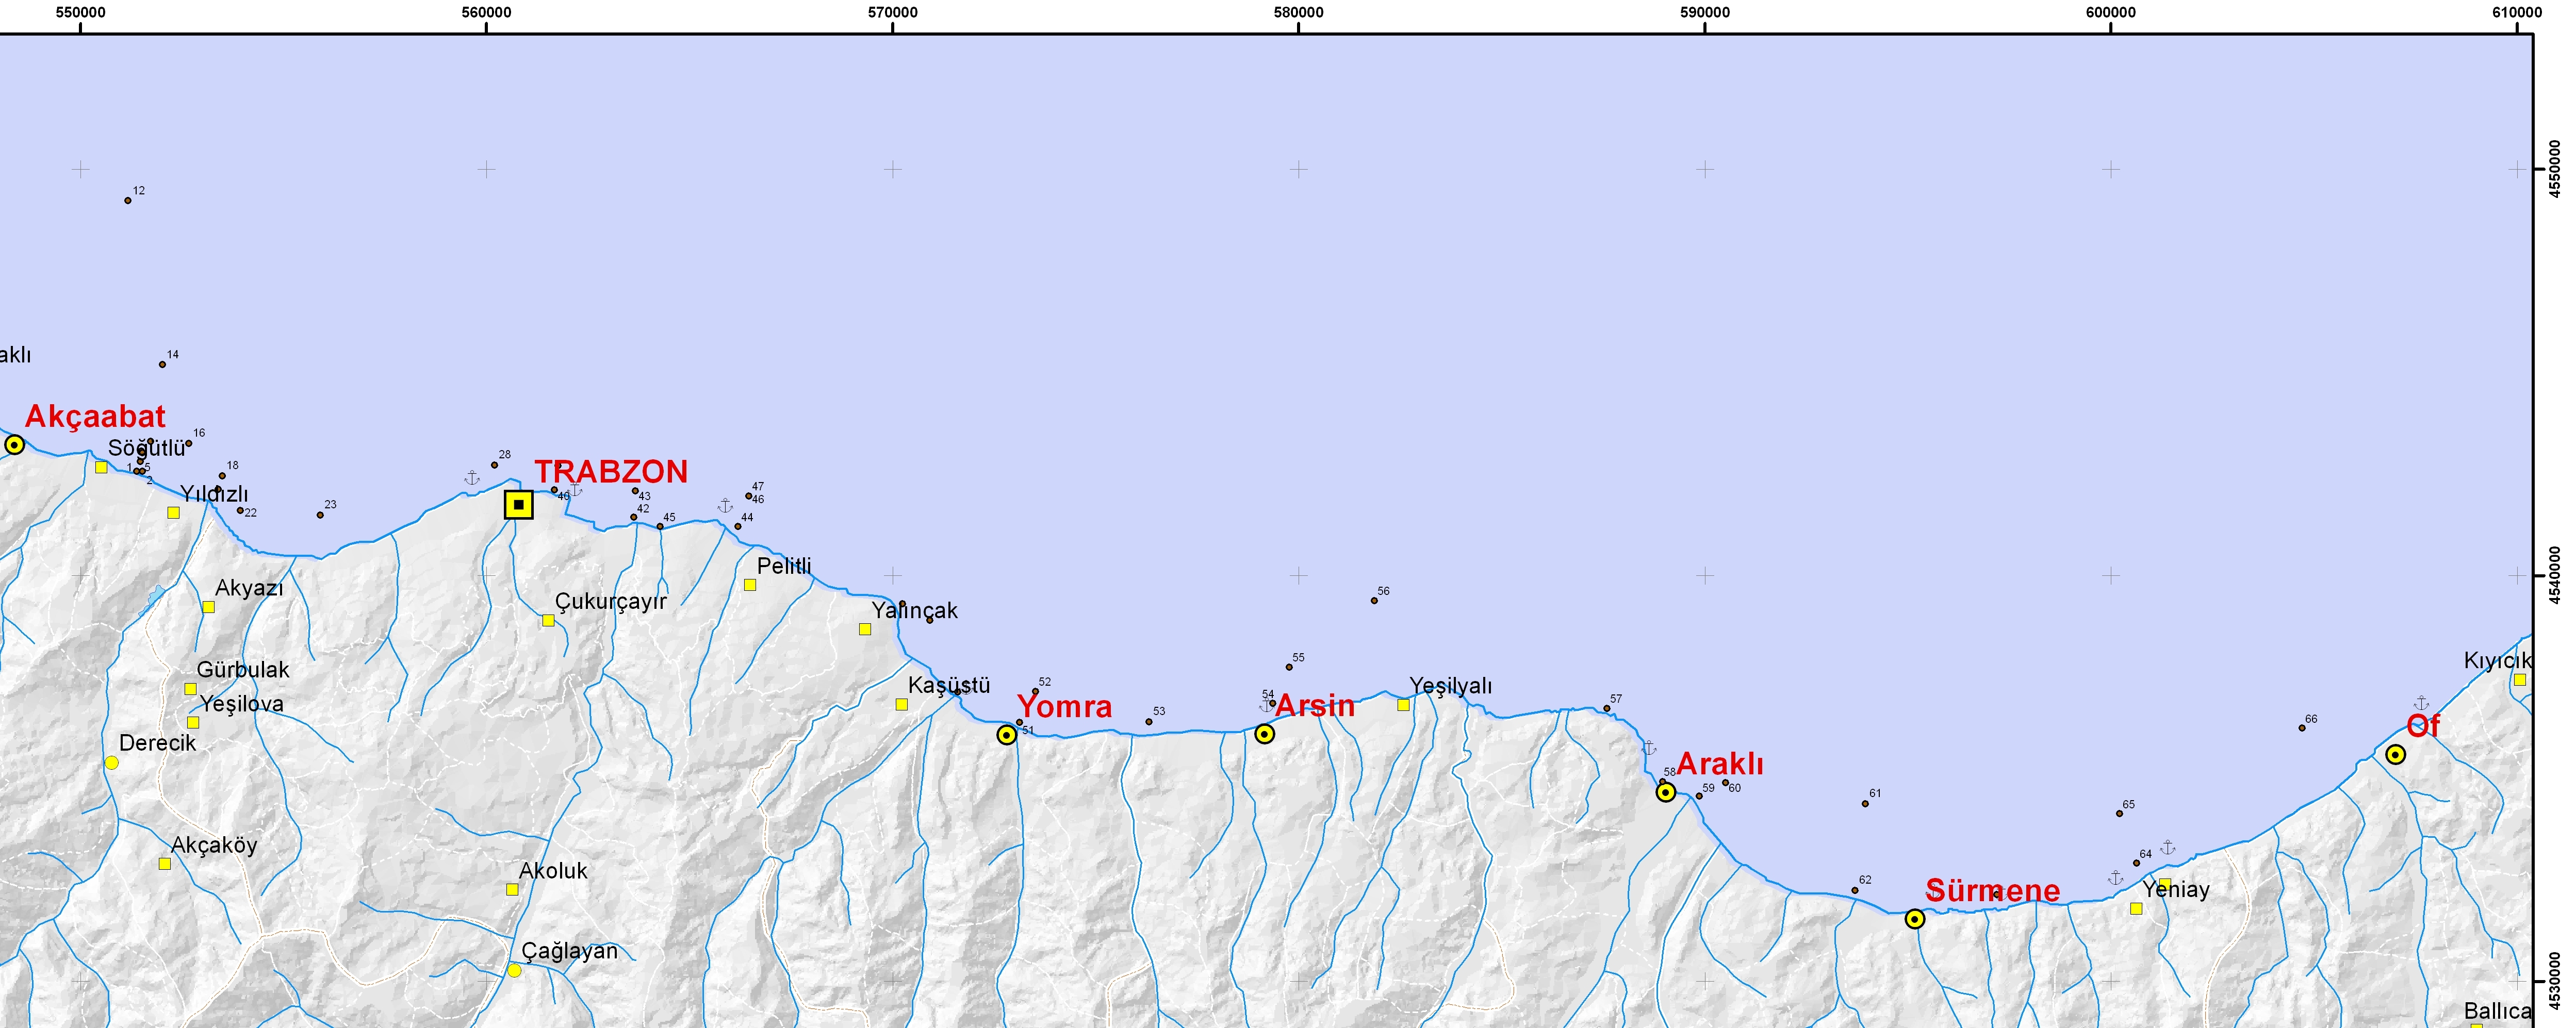 550000 560000 570000 580000 590000 600000 610000
4550000
12
14
aklı
Akçaabat
16
Söğütlü
28
18
TRABZON
1 5
2
47
Yıldızlı
40 43 46
23
22
42 45 44
Pelitli
4540000
Akyazı
56
Çukurçayır
Yalınçak
55
Kıyıcık
Gürbulak
Kaşüstü
52
Yeşilyalı
54
Yeşilova
Yomra
Arsin
57
53
66
Of
51
Derecik
58
Araklı
59 60
61
65
Akçaköy
64
Akoluk
62
Sürmene
Yeniay
Çağlayan
4530000
Ballıca